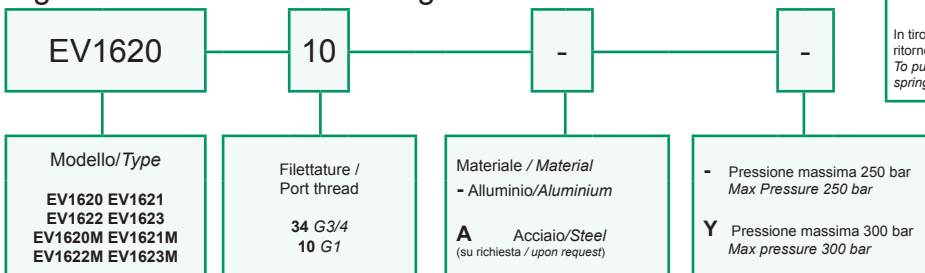 EV1620
10
-
-
In tiro
ritorno
To pu
spring
Modello/Type
EV1620 EV1621
EV1622 EV1623
EV1620M EV1621M
EV1622M EV1623M
Filettature /
Port thread
34 G3/4
10 G1
Materiale / Material
- Alluminio/Aluminium
A Acciaio/Steel
(su richiesta / upon request)
- Pressione massima 250 bar
Max Pressure 250 bar
Y Pressione massima 300 bar
Max pressure 300 bar